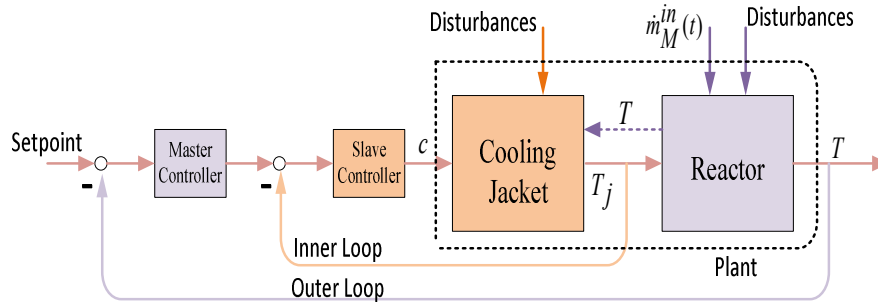 Disturbances
ṁ_M^in(t)
Disturbances
Setpoint
Master
Controller
Slave
Controller
c
Cooling
Jacket
T
T_j
Reactor
T
-
-
Inner Loop
Outer Loop
Plant